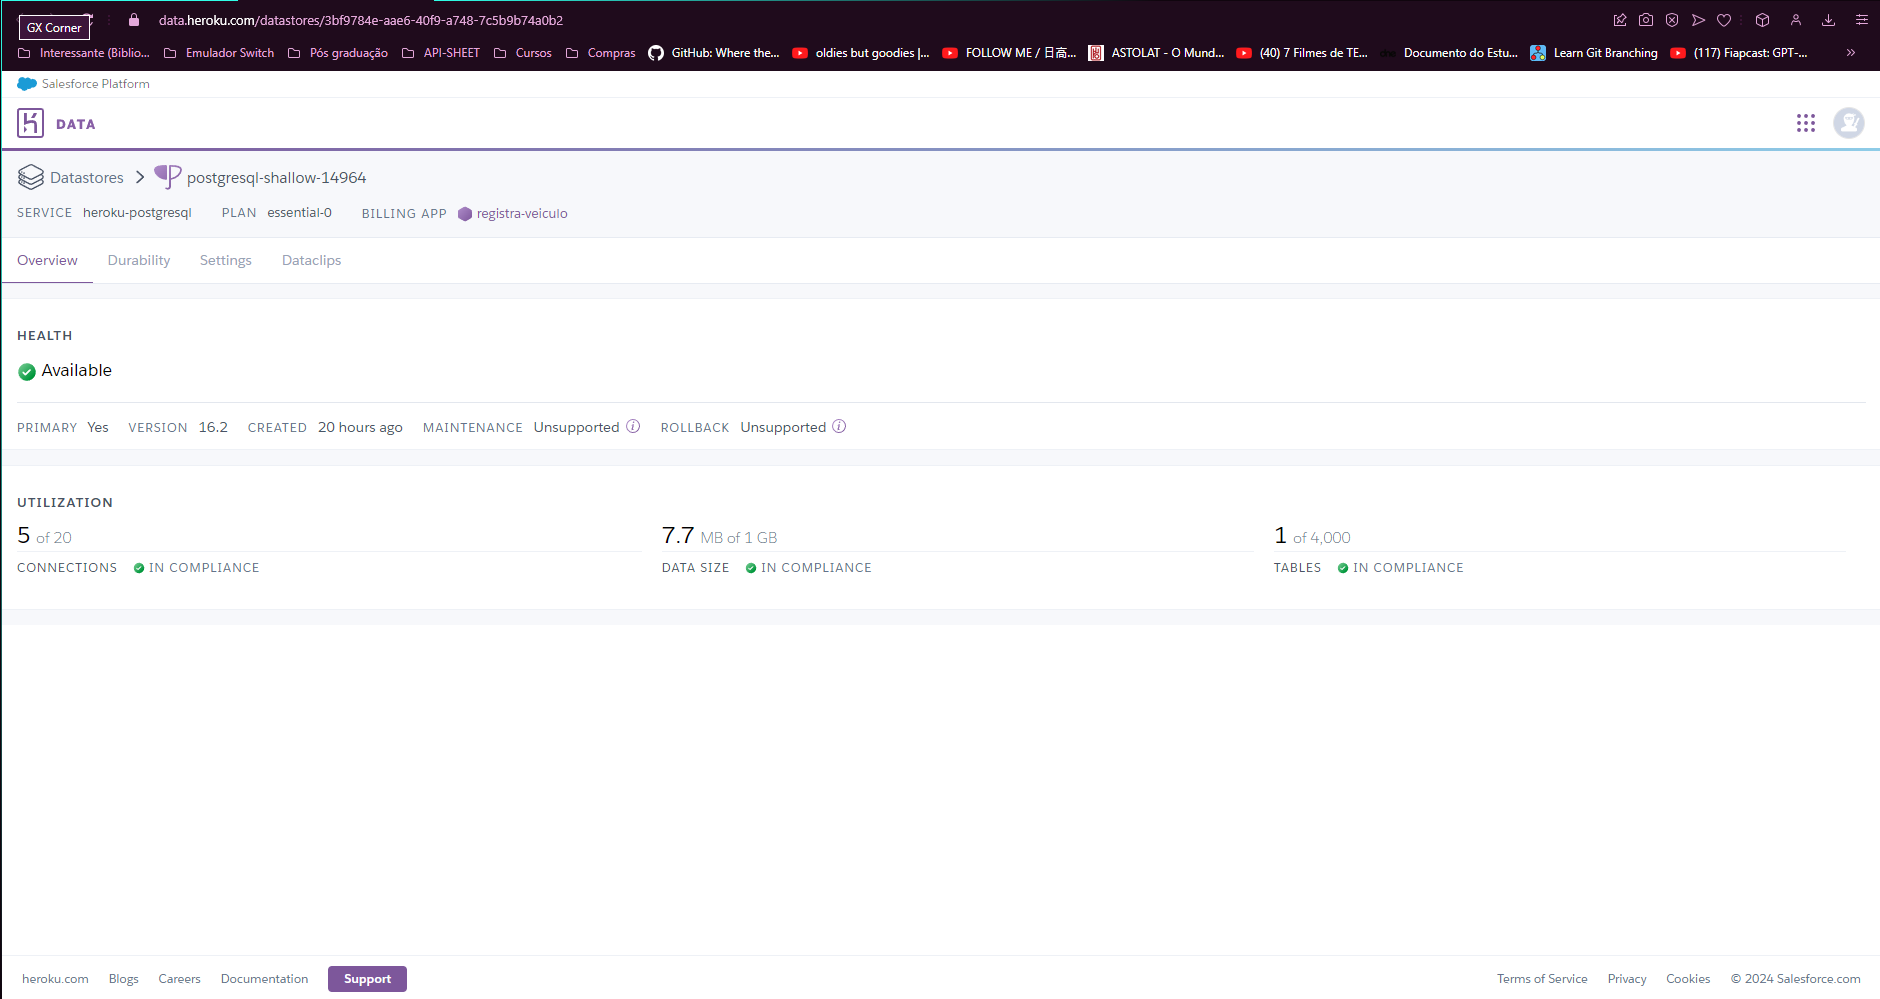 GX Corner
data.heroku.com/datastores/3bf9784e-aae6-40f9-a748-7c5b9b74a0b2
Interessante (Biblio... Emulador Switch Pós graduação API-SHEET Cursos Compras GitHub: Where the... oldies but goodies |... FOLLOW ME / 日高... ASTOLAT - O Mund... (40) 7 Filmes de TE... Documento do Estu... Learn Git Branching (117) Fiapcast: GPT-... »
Salesforce Platform
DATA
Datastores > postgresql-shallow-14964
SERVICE heroku-postgresql PLAN essential-0 BILLING APP registra-veiculo
Overview Durability Settings Dataclips
HEALTH
Available
PRIMARY Yes VERSION 16.2 CREATED 20 hours ago MAINTENANCE Unsupported ROLLBACK Unsupported
UTILIZATION
5 of 20 7.7 MB of 1 GB 1 of 4,000
CONNECTIONS IN COMPLIANCE DATA SIZE IN COMPLIANCE TABLES IN COMPLIANCE
heroku.com Blogs Careers Documentation Support Terms of Service Privacy Cookies © 2024 Salesforce.com